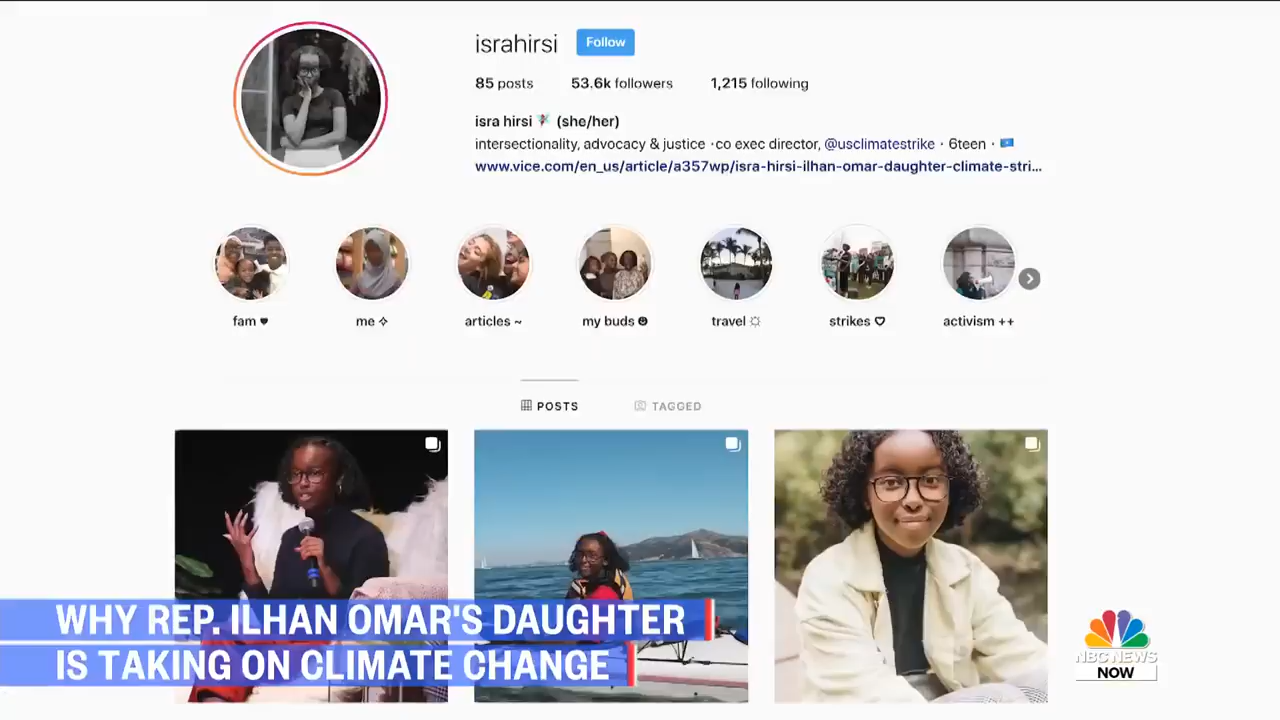 israhirsi Follow
85 posts 53.6k followers 1,215 following
isra hirsi 🧚🏿‍♀️ (she/her)
intersectionality, advocacy & justice ·co exec director, @usclimatestrike · 6teen · 🇸🇴
www.vice.com/en_us/article/a357wp/isra-hirsi-ilhan-omar-daughter-climate-stri...
fam ♥ me ✧ articles ~ my buds ☻ travel ☼ strikes ♡ activism ++
POSTS TAGGED
WHY REP. ILHAN OMAR'S DAUGHTER
IS TAKING ON CLIMATE CHANGE
NBC NEWS
NOW